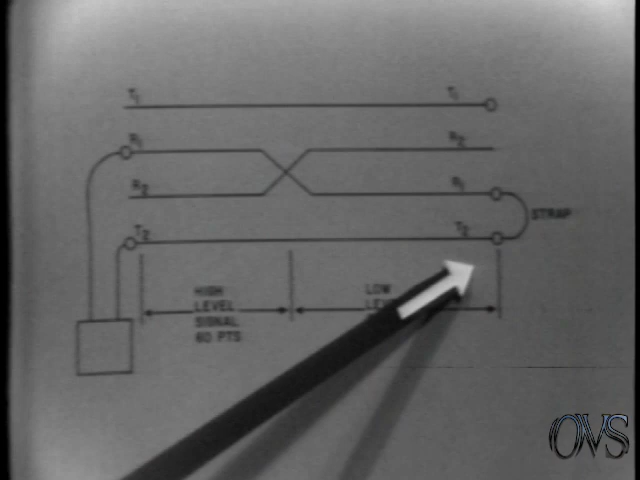 T1 T1
R1 R2
R2 R1
T2 T2
STRAP
HIGH
LEVEL
SIGNAL
60 PTS
LOW
OVS